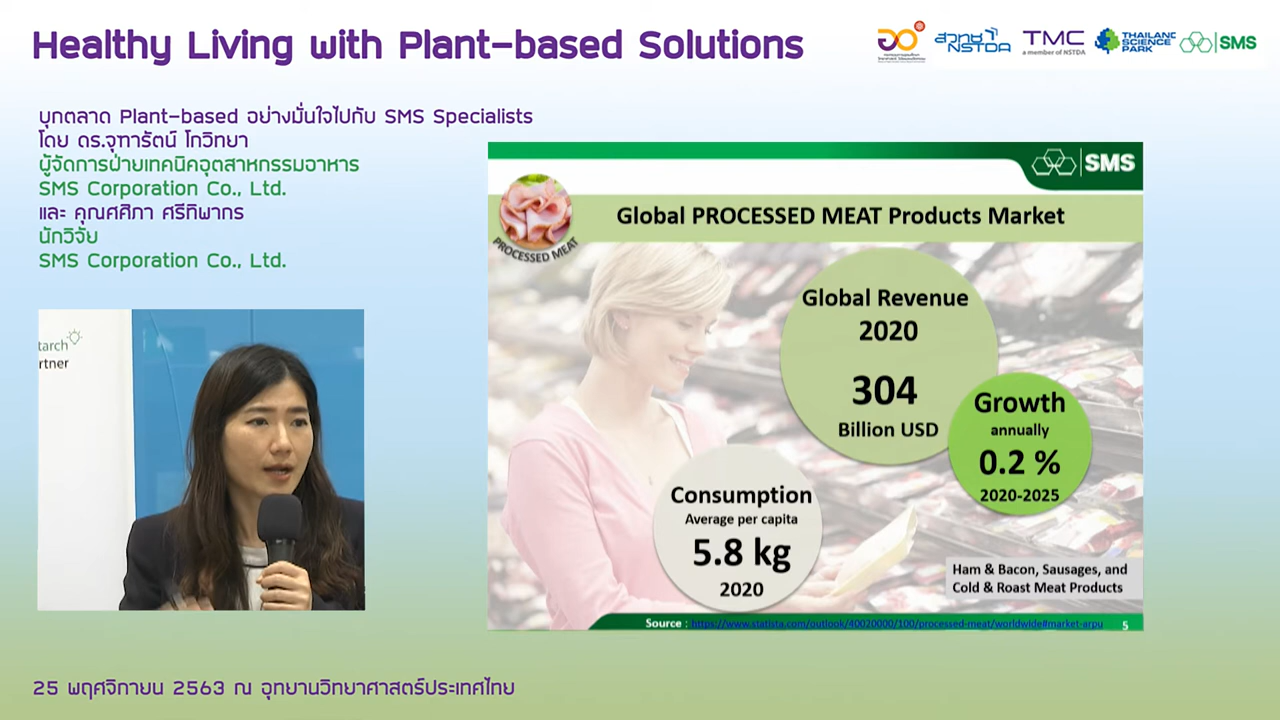 Healthy Living with Plant-based Solutions
สวทช
NSTDA
TMC
a member of NSTDA
THAILAND
SCIENCE
PARK
SMS
บุกตลาด Plant-based อย่างมั่นใจไปกับ SMS Specialists
โดย ดร.จุฑารัตน์ โกวิทยา
ผู้จัดการฝ่ายเทคนิคอุตสาหกรรมอาหาร
SMS Corporation Co., Ltd.
และ คุณศศิภา ศรีทิพากร
นักวิจัย
SMS Corporation Co., Ltd.
tarch
rtner
SMS
Global PROCESSED MEAT Products Market
PROCESSED MEAT
Global Revenue
2020
304
Billion USD
Growth
annually
0.2 %
2020-2025
Consumption
Average per capita
5.8 kg
2020
Ham & Bacon, Sausages, and
Cold & Roast Meat Products
Source : https://www.statista.com/outlook/40020000/100/processed-meat/worldwide#market-arpu 5
25 พฤศจิกายน 2563 ณ อุทยานวิทยาศาสตร์ประเทศไทย